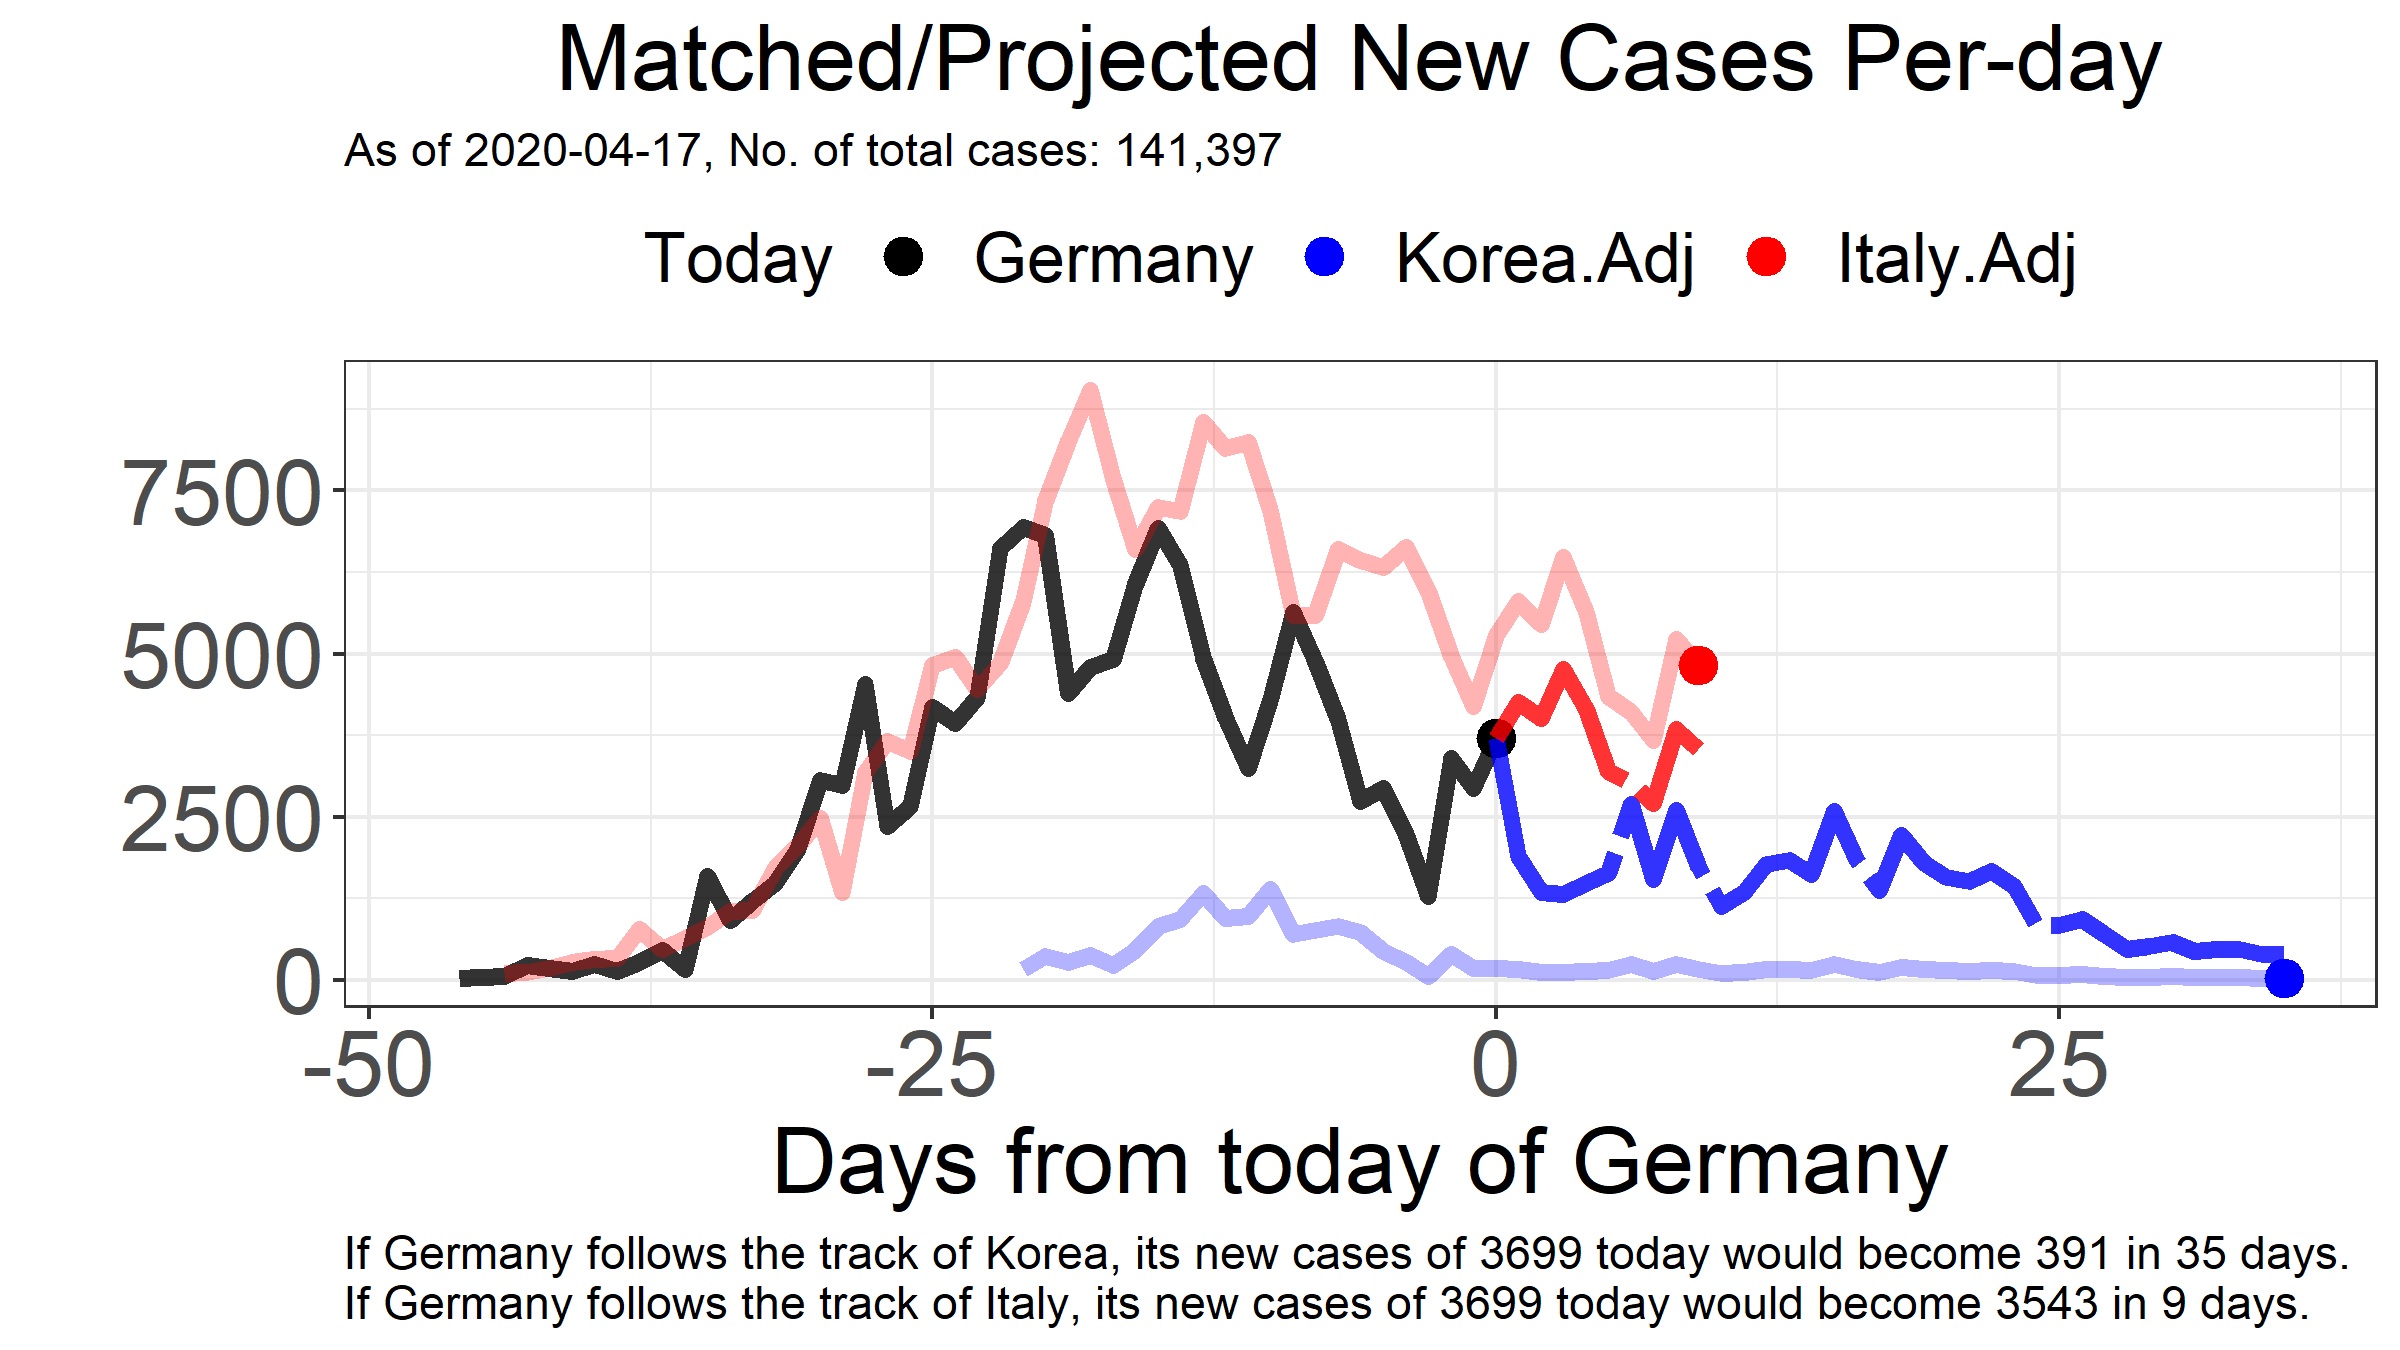 Matched/Projected New Cases Per-day
As of 2020-04-17, No. of total cases: 141,397
Today Germany Korea.Adj Italy.Adj
7500
5000
2500
0
-50 -25 0 25
Days from today of Germany
If Germany follows the track of Korea, its new cases of 3699 today would become 391 in 35 days.
If Germany follows the track of Italy, its new cases of 3699 today would become 3543 in 9 days.